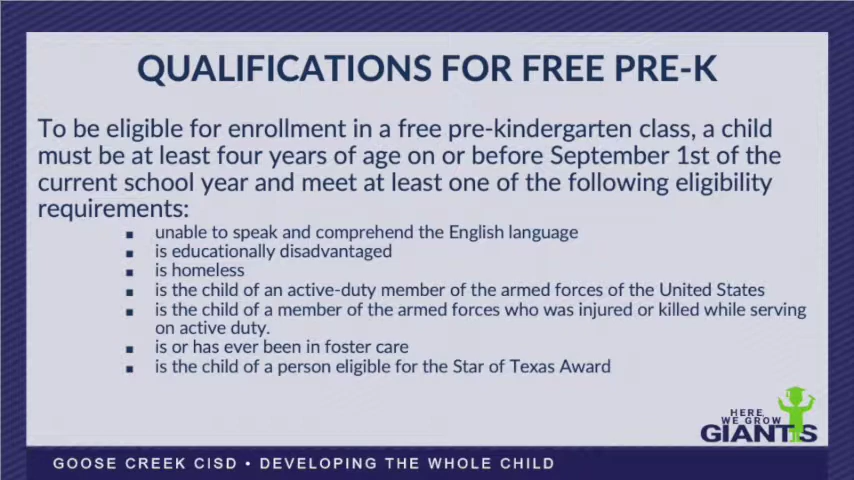 QUALIFICATIONS FOR FREE PRE-K
To be eligible for enrollment in a free pre-kindergarten class, a child
must be at least four years of age on or before September 1st of the
current school year and meet at least one of the following eligibility
requirements:
▪ unable to speak and comprehend the English language
▪ is educationally disadvantaged
▪ is homeless
▪ is the child of an active-duty member of the armed forces of the United States
▪ is the child of a member of the armed forces who was injured or killed while serving
on active duty.
▪ is or has ever been in foster care
▪ is the child of a person eligible for the Star of Texas Award
HERE
WE GROW
GIANTS
GOOSE CREEK CISD • DEVELOPING THE WHOLE CHILD